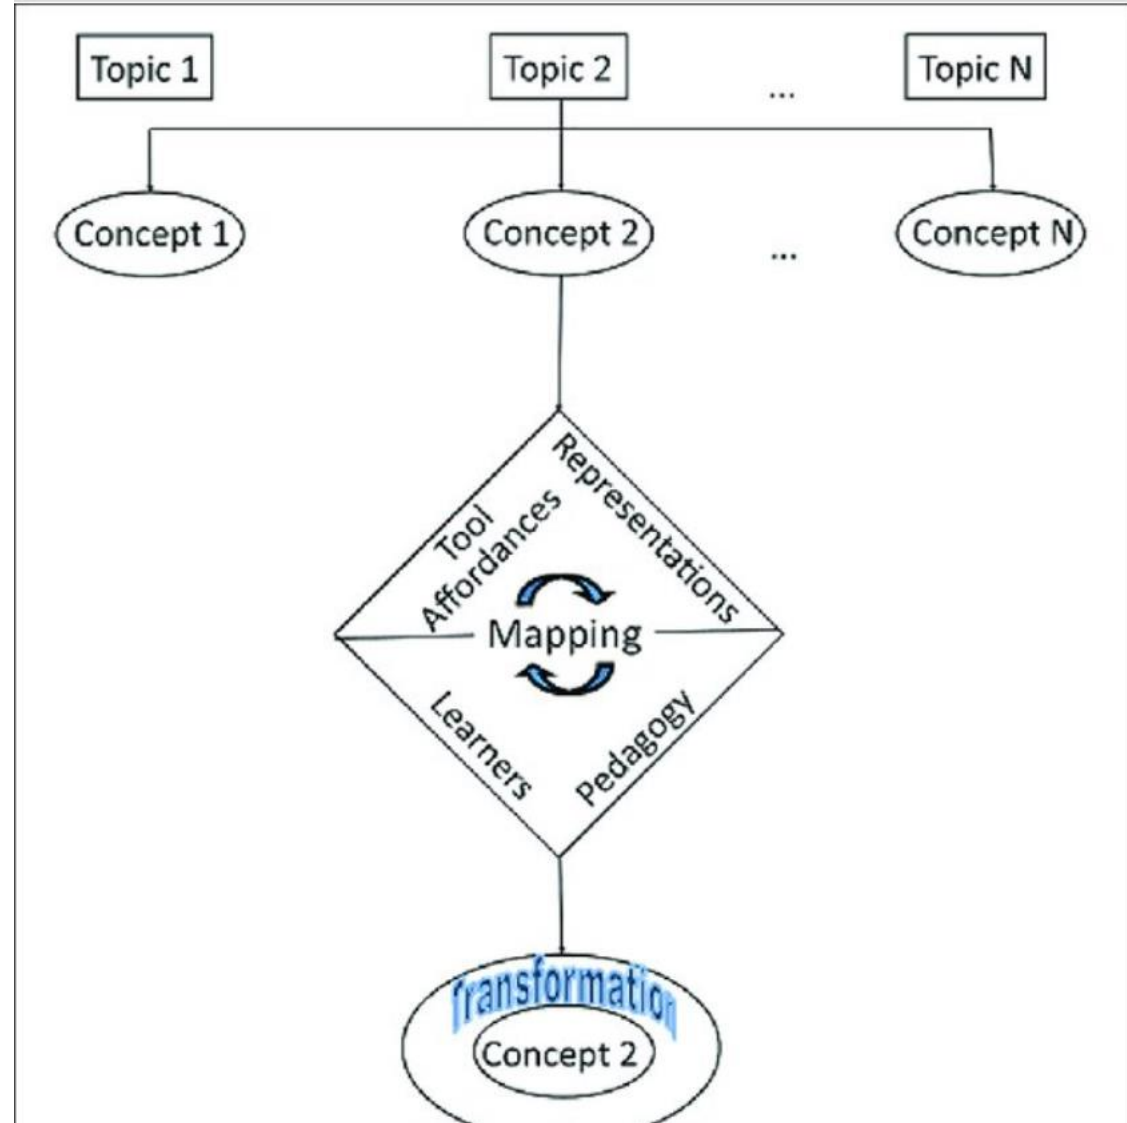 Topic 1
Topic 2
...
Topic N
Concept 1
Concept 2
...
Concept N
Tool
Affordances
Representations
Mapping
Learners
Pedagogy
Transformation
Concept 2